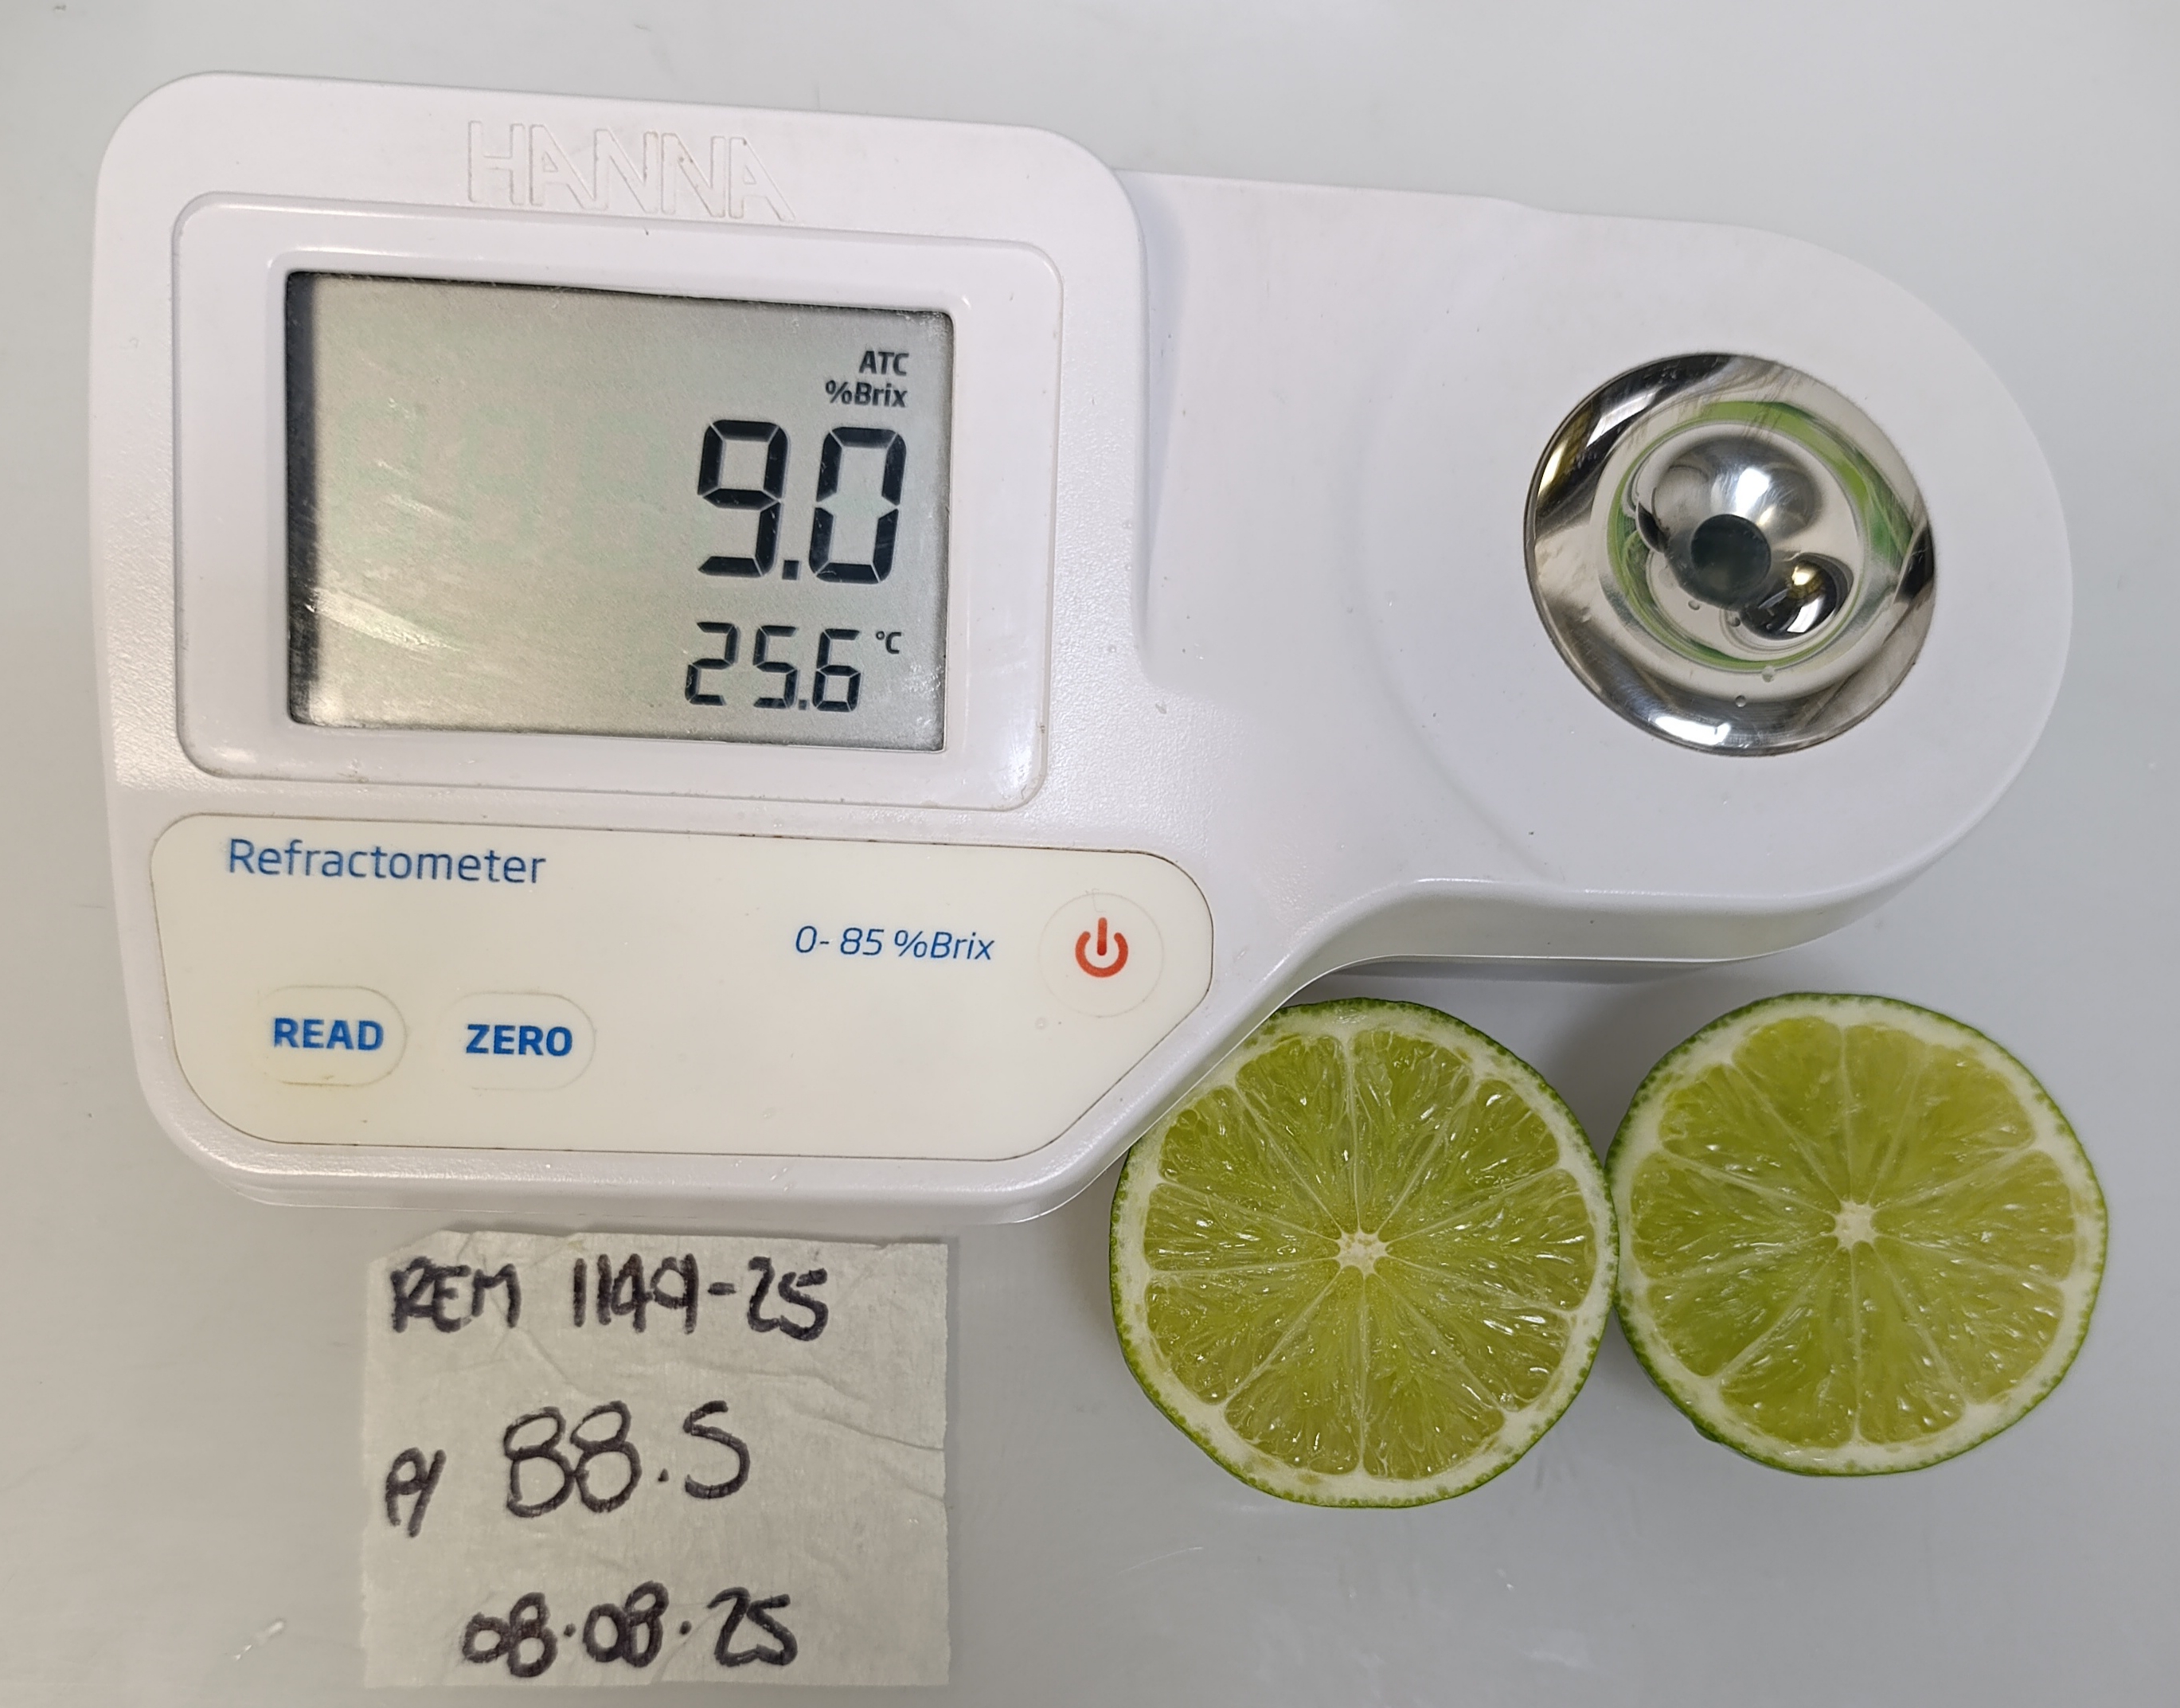 HANNA
ATC
%Brix
9.0
25.6 °C
Refractometer
0- 85 %Brix
READ ZERO
REM 1149-25
P/ 88.5
08.08.25